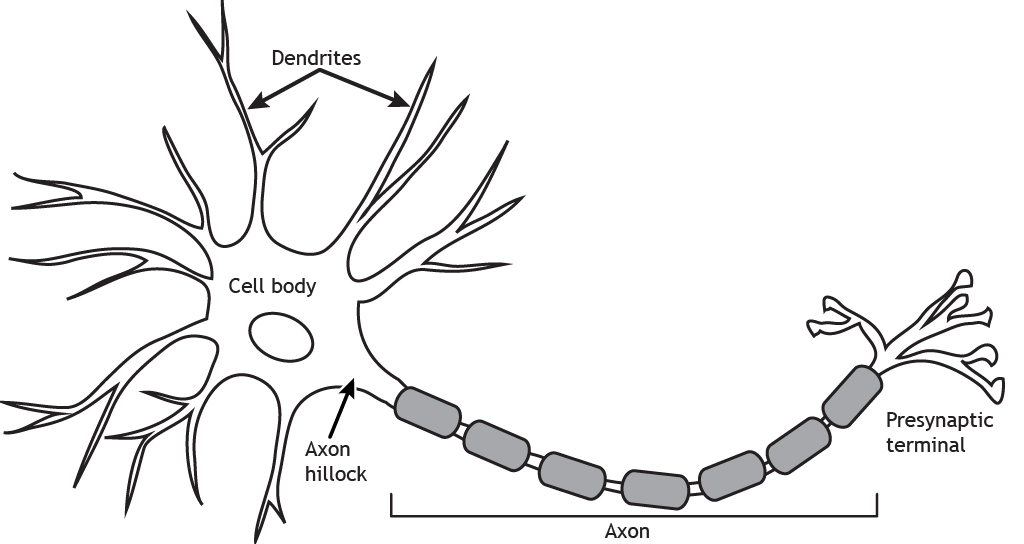 Dendrites
Cell body
Axon
hillock
Presynaptic
terminal
Axon